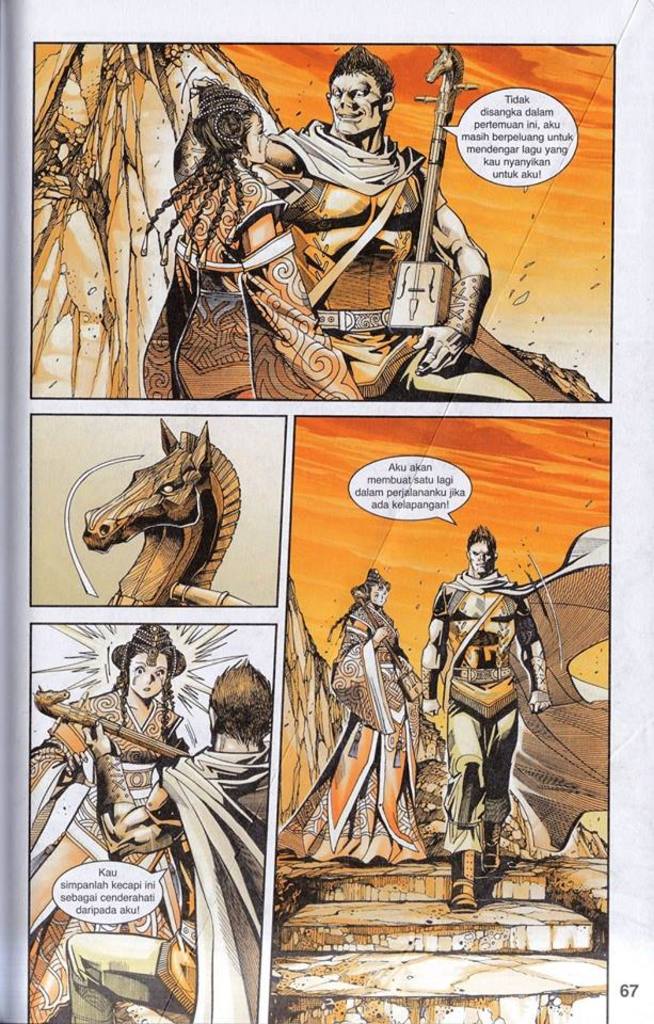 Tidak
disangka dalam
pertemuan ini, aku
masih berpeluang untuk
mendengar lagu yang
kau nyanyikan
untuk aku!
Aku akan
membuat satu lagi
dalam perjalananku jika
ada kelapangan!
Kau
simpanlah kecapi ini
sebagai cenderahati
daripada aku!
67